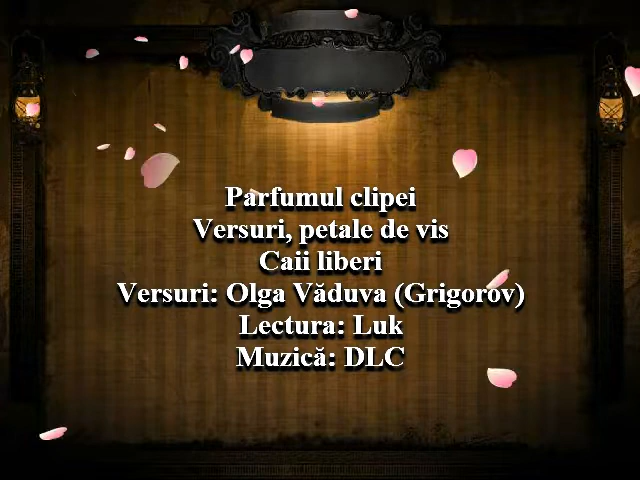 Parfumul clipei
Versuri, petale de vis
Caii liberi
Versuri: Olga Văduva (Grigorov)
Lectura: Luk
Muzică: DLC